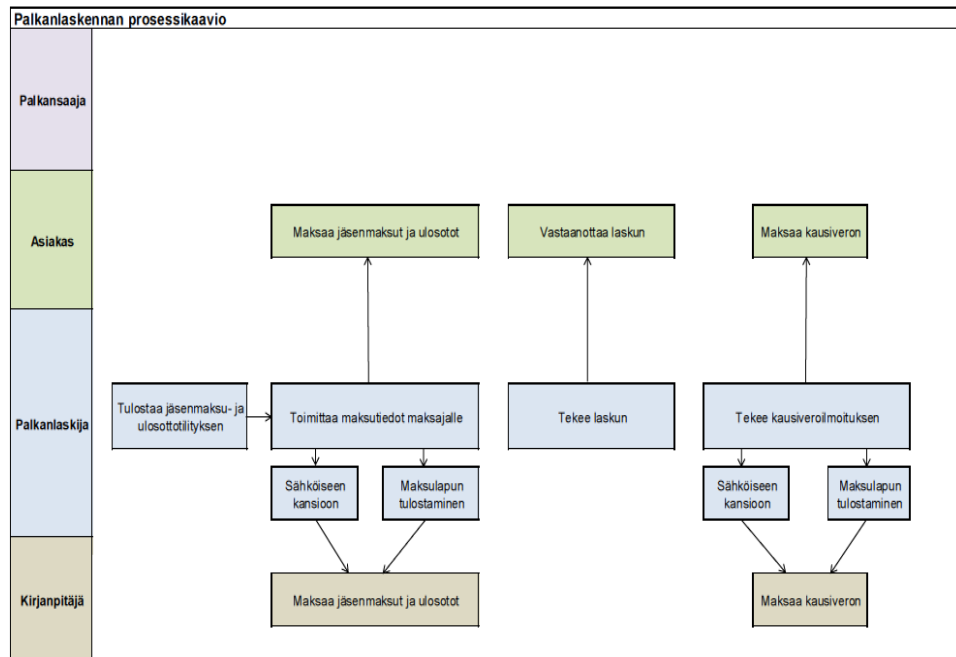 Palkanlaskennan prosessikaavio
Palkansaaja
Asiakas
Maksaa jäsenmaksut ja ulosotot
Vastaanottaa laskun
Maksaa kausiveron
Palkanlaskija
Tulostaa jäsenmaksu- ja
ulosottotilityksen
Toimittaa maksutiedot maksajalle
Tekee laskun
Tekee kausiveroilmoituksen
Sähköiseen
kansioon
Maksulapun
tulostaminen
Sähköiseen
kansioon
Maksulapun
tulostaminen
Kirjanpitäjä
Maksaa jäsenmaksut ja ulosotot
Maksaa kausiveron